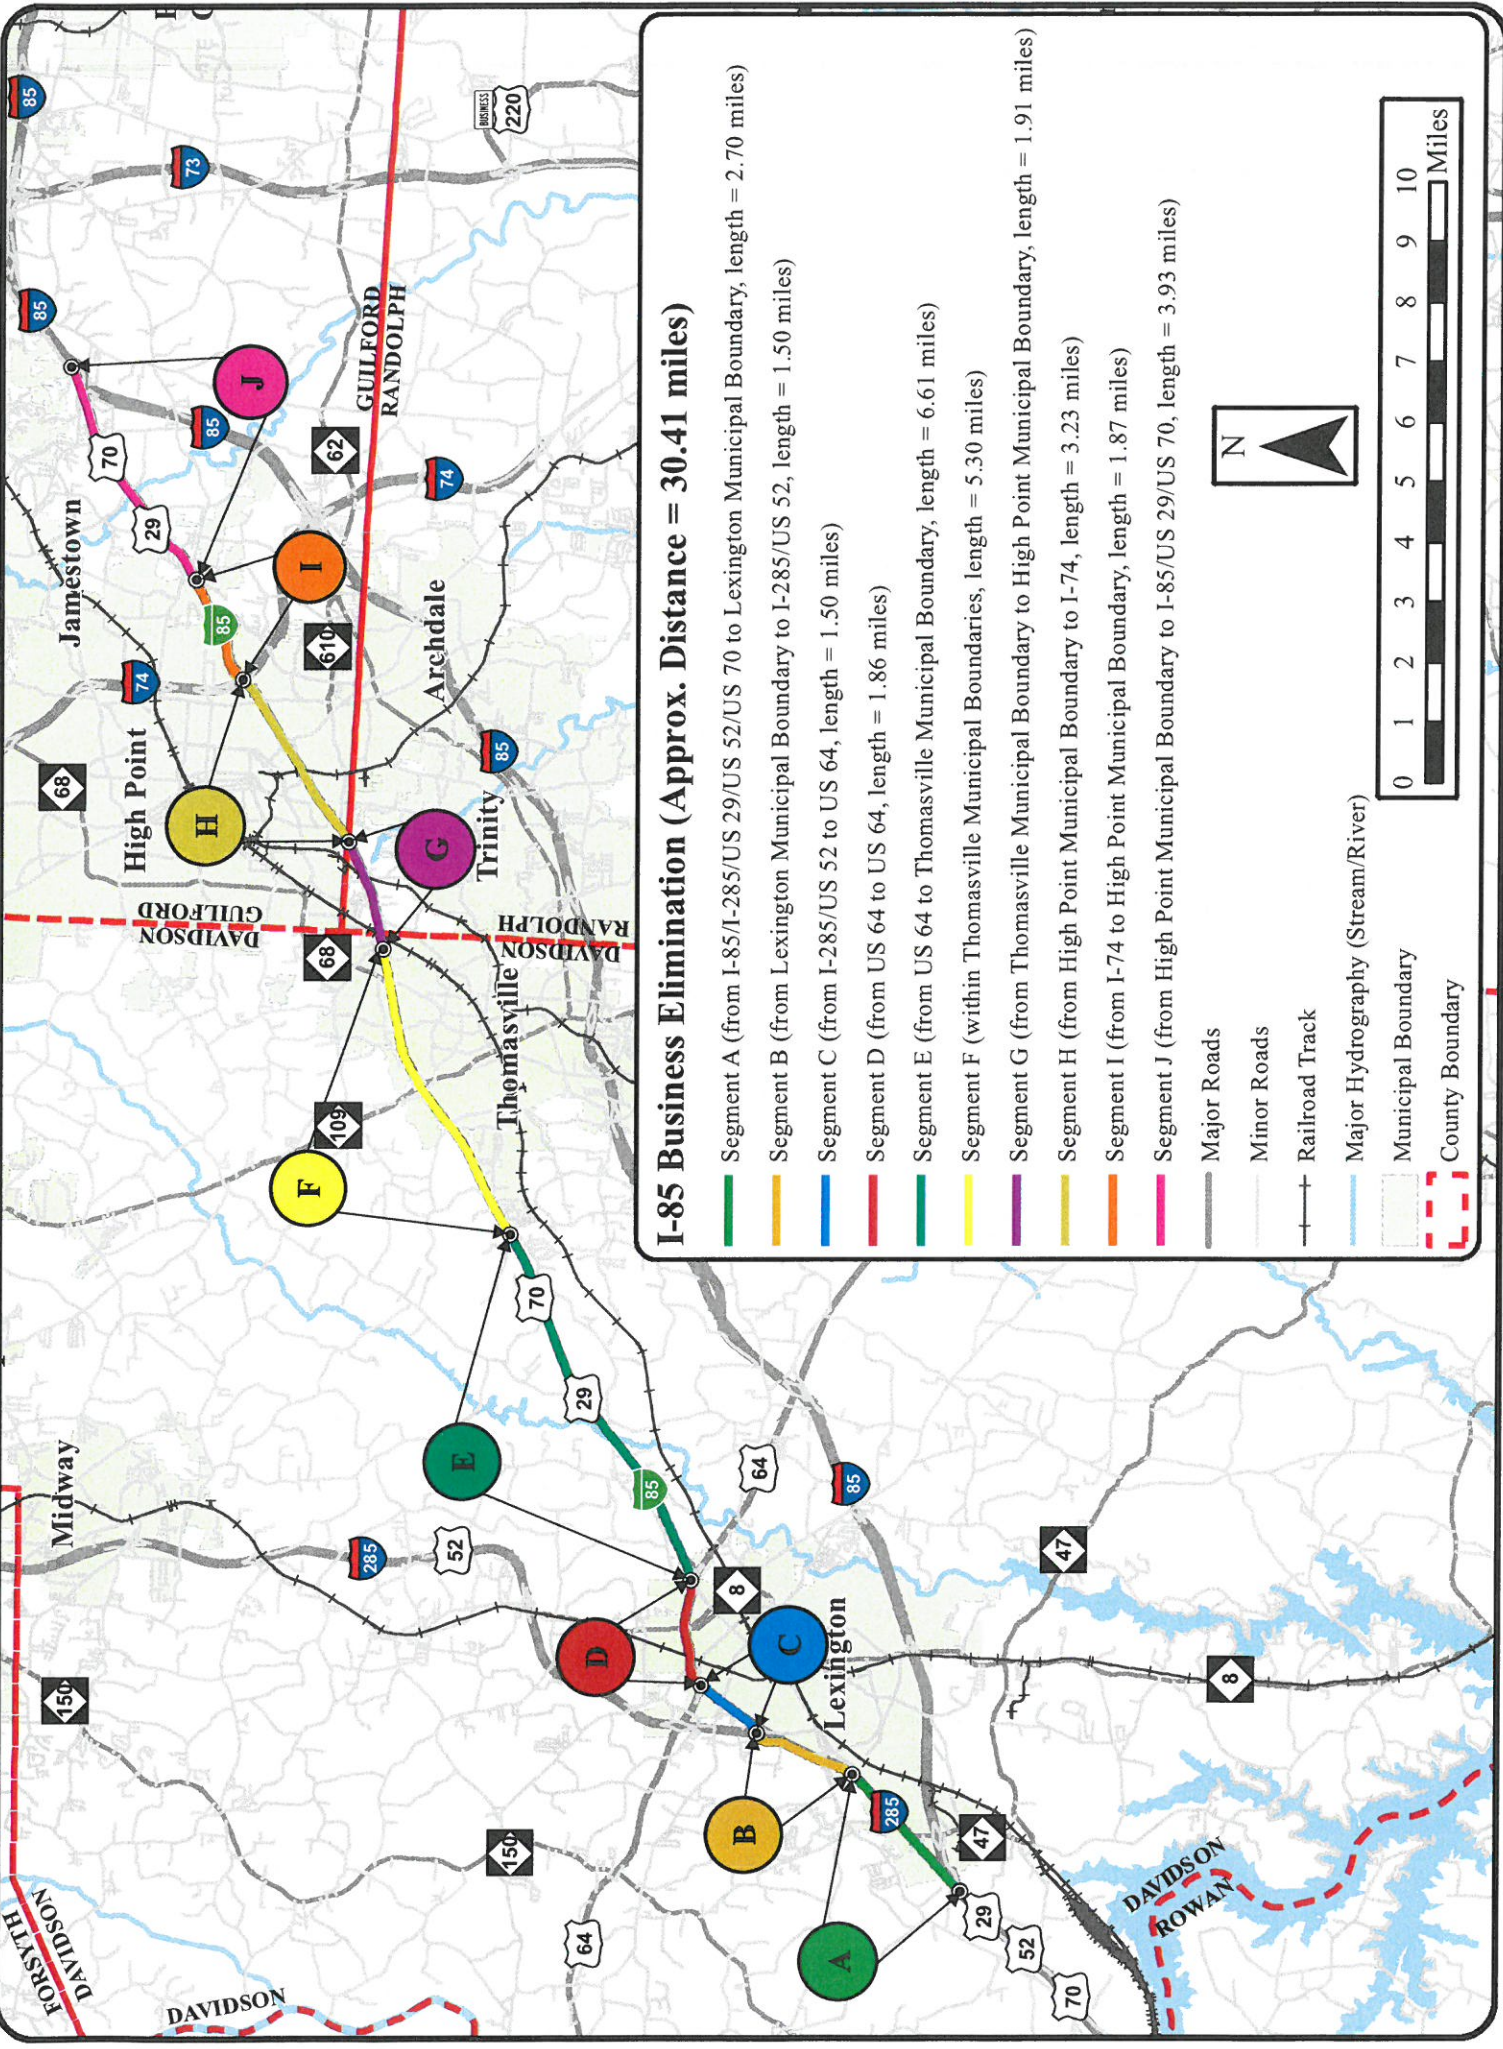 I-85 Business Elimination (Approx. Distance = 30.41 miles)
Segment A (from I-85/I-285/US 29/US 52/US 70 to Lexington Municipal Boundary, length = 2.70 miles)
Segment B (from Lexington Municipal Boundary to I-285/US 52, length = 1.50 miles)
Segment C (from I-285/US 52 to US 64, length = 1.50 miles)
Segment D (from US 64 to US 64, length = 1.86 miles)
Segment E (from US 64 to Thomasville Municipal Boundary, length = 6.61 miles)
Segment F (within Thomasville Municipal Boundaries, length = 5.30 miles)
Segment G (from Thomasville Municipal Boundary to High Point Municipal Boundary, length = 1.91 miles)
Segment H (from High Point Municipal Boundary to I-74, length = 3.23 miles)
Segment I (from I-74 to High Point Municipal Boundary, length = 1.87 miles)
Segment J (from High Point Municipal Boundary to I-85/US 29/US 70, length = 3.93 miles)
Major Roads
Minor Roads
Railroad Track
Major Hydrography (Stream/River)
Municipal Boundary
County Boundary
N
0 1 2 3 4 5 6 7 8 9 10
Miles
FORSYTH
DAVIDSON
DAVIDSON
150
Midway
285
52
150
64
D
E
B
C
A
Lexington
8
64
85
85
285
47
29
52
70
47
8
DAVIDSON
ROWAN
29
70
F
109
Thomasville
68
DAVIDSON
GUILFORD
DAVIDSON
RANDOLPH
68
High Point
H
G
Trinity
74
Jamestown
85
610
Archdale
85
I
29
70
J
85
62
74
GUILFORD
RANDOLPH
85
73
85
BUSINESS
220